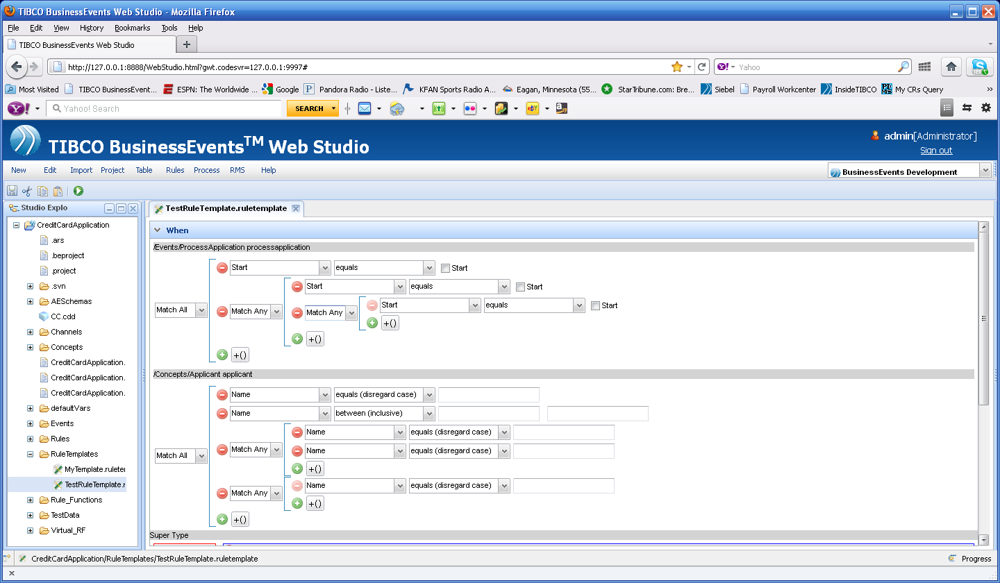 TIBCO BusinessEvents Web Studio - Mozilla Firefox
File Edit View History Bookmarks Tools Help
TIBCO BusinessEvents Web Studio
http://127.0.0.1:8888/WebStudio.html?gwt.codesvr=127.0.0.1:9997#
Yahoo
Most Visited TIBCO BusinessEvent... ESPN: The Worldwide ... Google Pandora Radio - Liste... KFAN Sports Radio A... Eagan, Minnesota (55... StarTribune.com: Bre... Siebel Payroll Workcenter InsideTIBCO My CRs Query
Yahoo! Search SEARCH
TIBCO BusinessEvents™ Web Studio
admin[Administrator]
Sign out
New Edit Import Project Table Rules Process RMS Help
BusinessEvents Development
Studio Explo
CreditCardApplication
.ars
.beproject
.project
.svn
AESchemas
CC.cdd
Channels
Concepts
CreditCardApplication.
CreditCardApplication.
CreditCardApplication.
defaultVars
Events
Rules
RuleTemplates
MyTemplate.ruleter
TestRuleTemplate.r
Rule_Functions
TestData
Virtual_RF
TestRuleTemplate.ruletemplate
When
/Events/ProcessApplication processapplication
Start equals Start
Start equals Start
Start equals Start
Match All
Match Any
Match Any
+()
+()
+()
/Concepts/Applicant applicant
Name equals (disregard case)
Name between (inclusive)
Name equals (disregard case)
Match Any
Name equals (disregard case)
Match All
+()
Name equals (disregard case)
Match Any
+()
+()
Super Type
CreditCardApplication/RuleTemplates/TestRuleTemplate.ruletemplate
Progress